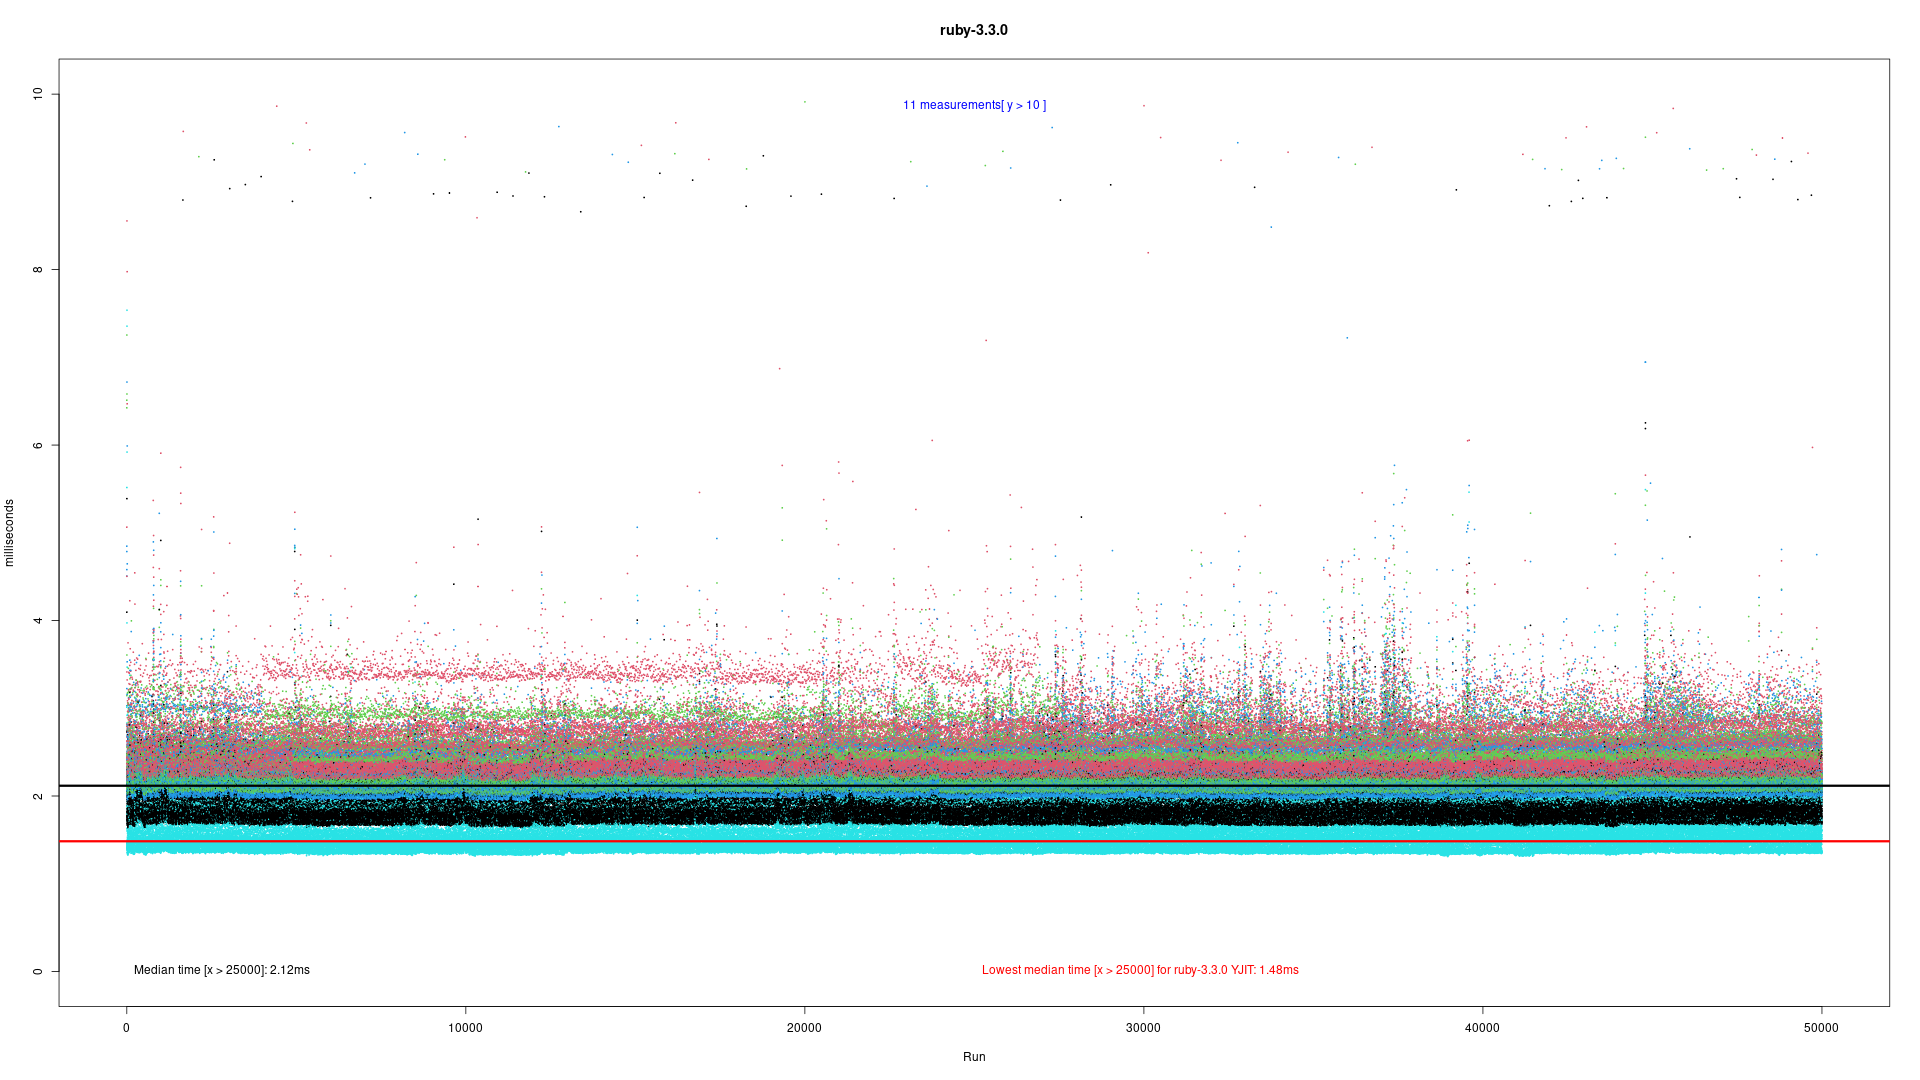 ruby-3.3.0
11 measurements[ y > 10 ]
milliseconds
10
8
6
4
2
0
Median time [x > 25000]: 2.12ms
Lowest median time [x > 25000] for ruby-3.3.0 YJIT: 1.48ms
0 10000 20000 30000 40000 50000
Run